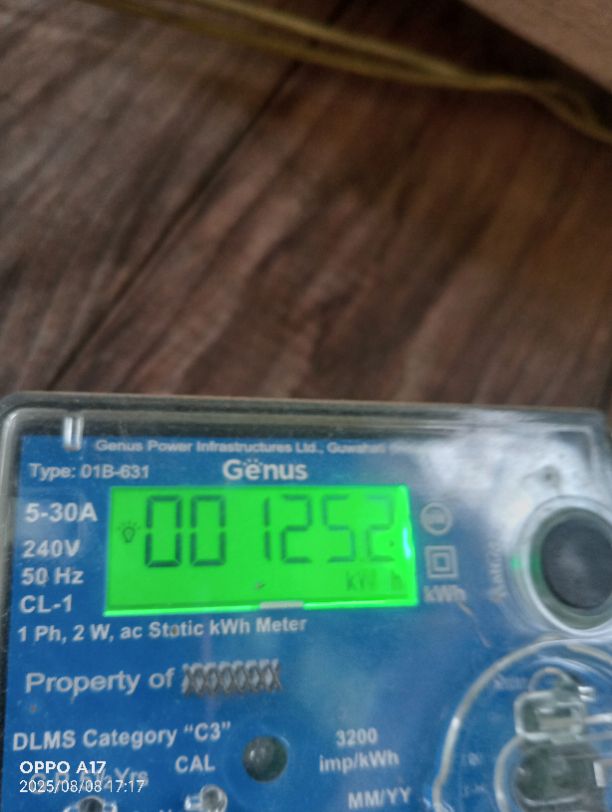 Genus Power Infrastructures Ltd., Guwahati
Type: 01B-631
Genus
5-30A
001252
240V
50 Hz
kW h
kWh
CL-1
1 Ph, 2 W, ac Static kWh Meter
Property of XXXXXXX
DLMS Category "C3"
3200
imp/kWh
CAL
MM/YY
OPPO A17
2025/08/08 17:17